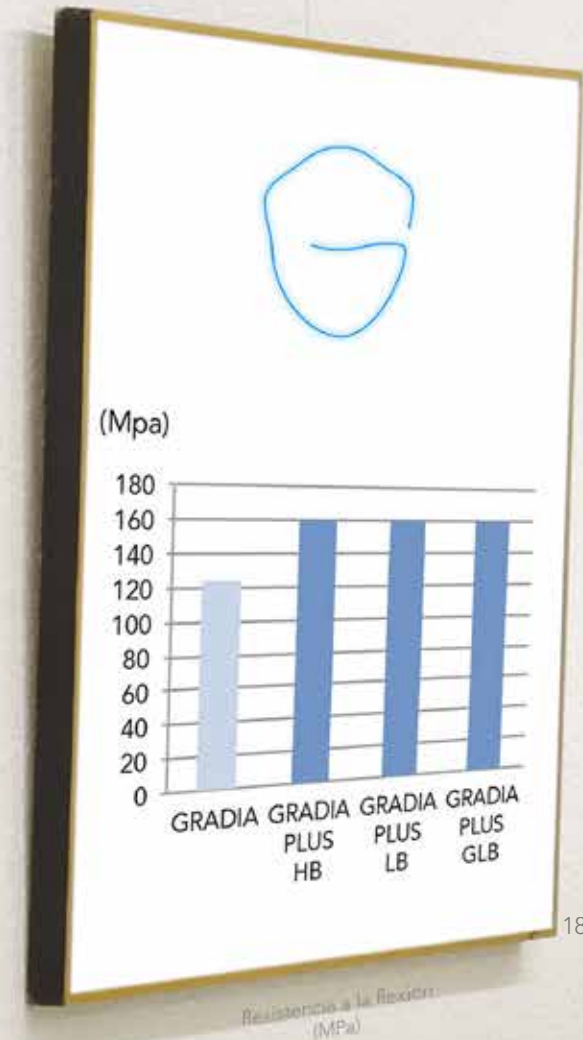 (Mpa)
180
160
140
120
100
80
60
40
20
0
GRADIA
GRADIA PLUS HB
GRADIA PLUS LB
GRADIA PLUS GLB
18
Resistencia a la flexión
(MPa)